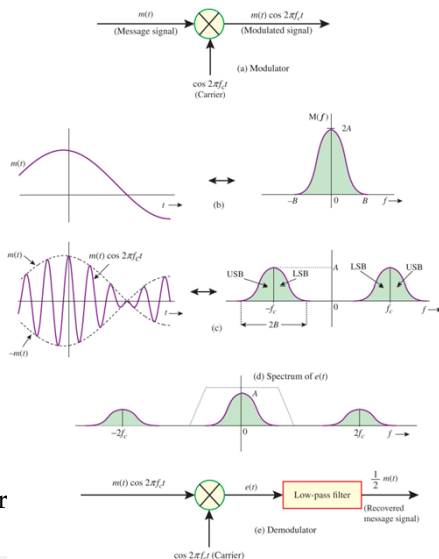 m(t)
(Message signal)
m(t) cos 2πf_ct
(Modulated signal)
(a) Modulator
cos 2πf_ct
(Carrier)
M(f)
2A
m(t)
t
−B
0
B
f
(b)
m(t)
m(t) cos 2πf_ct
−m(t)
t
USB
LSB
A
LSB
USB
−f_c
0
f_c
f
2B
(c)
(d) Spectrum of e(t)
A
−2f_c
0
2f_c
f
m(t) cos 2πf_ct
e(t)
Low-pass filter
1/2 m(t)
(Recovered
message signal)
r
(e) Demodulator
cos 2πf_ct (Carrier)